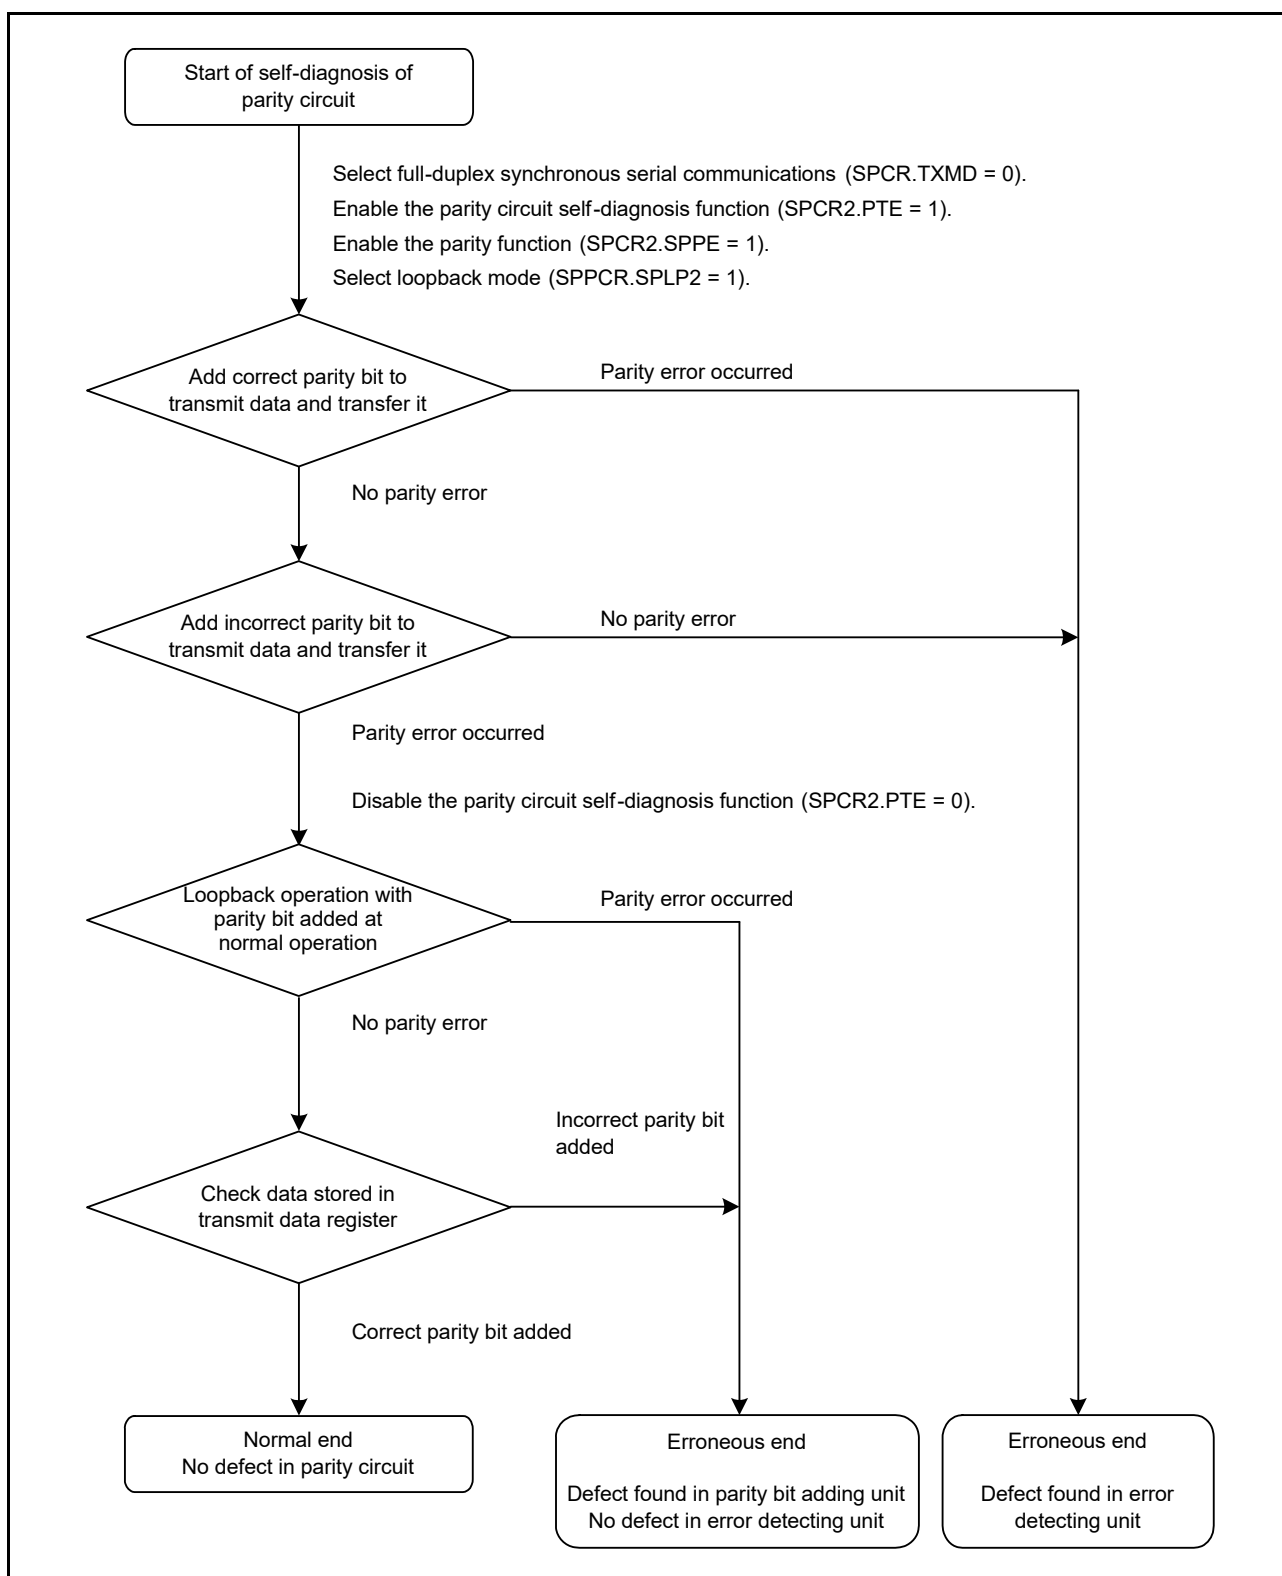 Start of self-diagnosis of
parity circuit
Select full-duplex synchronous serial communications (SPCR.TXMD = 0).
Enable the parity circuit self-diagnosis function (SPCR2.PTE = 1).
Enable the parity function (SPCR2.SPPE = 1).
Select loopback mode (SPPCR.SPLP2 = 1).
Add correct parity bit to
transmit data and transfer it
Parity error occurred
No parity error
Add incorrect parity bit to
transmit data and transfer it
No parity error
Parity error occurred
Disable the parity circuit self-diagnosis function (SPCR2.PTE = 0).
Loopback operation with
parity bit added at
normal operation
Parity error occurred
No parity error
Incorrect parity bit
added
Check data stored in
transmit data register
Correct parity bit added
Normal end
No defect in parity circuit
Erroneous end
Defect found in parity bit adding unit
No defect in error detecting unit
Erroneous end
Defect found in error
detecting unit